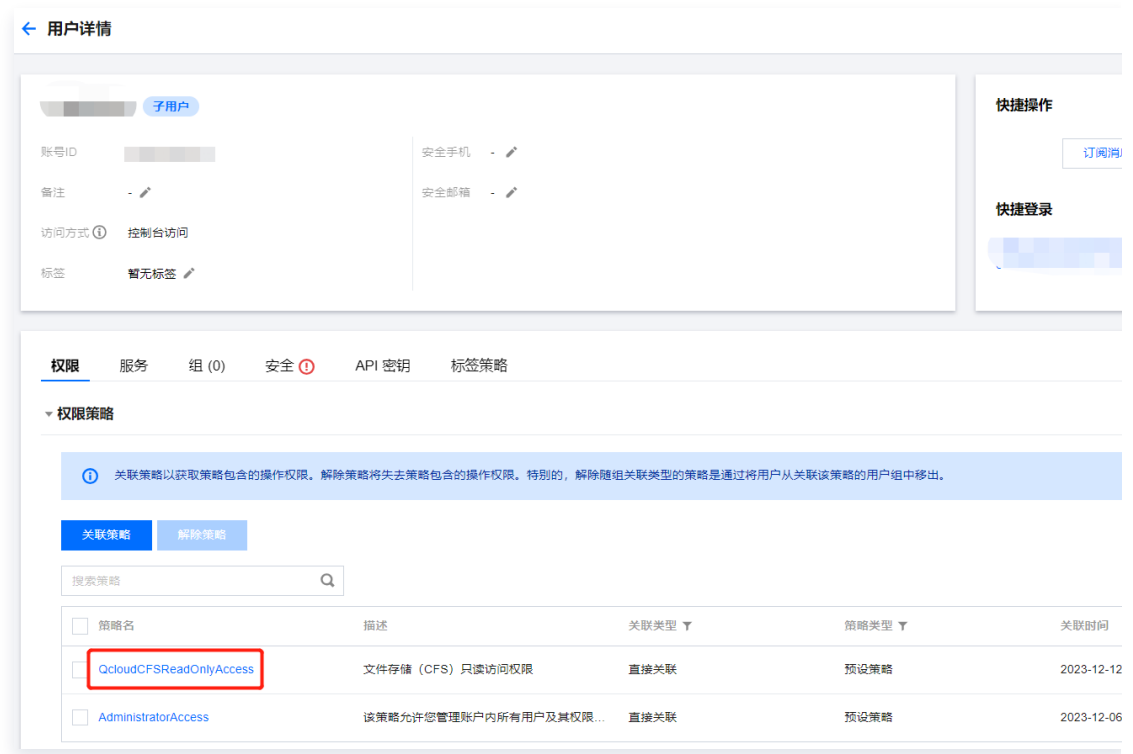 用户详情
子用户
快捷操作
账号ID
安全手机 -
订阅消
备注 -
安全邮箱 -
快捷登录
访问方式 控制台访问
标签 暂无标签
权限 服务 组 (0) 安全 API 密钥 标签策略
权限策略
关联策略以获取策略包含的操作权限。解除策略将失去策略包含的操作权限。特别的，解除随组关联类型的策略是通过将用户从关联该策略的用户组中移出。
关联策略 解除策略
搜索策略
策略名 描述 关联类型 策略类型 关联时间
QcloudCFSReadOnlyAccess 文件存储（CFS）只读访问权限 直接关联 预设策略 2023-12-12
AdministratorAccess 该策略允许您管理账户内所有用户及其权限... 直接关联 预设策略 2023-12-06